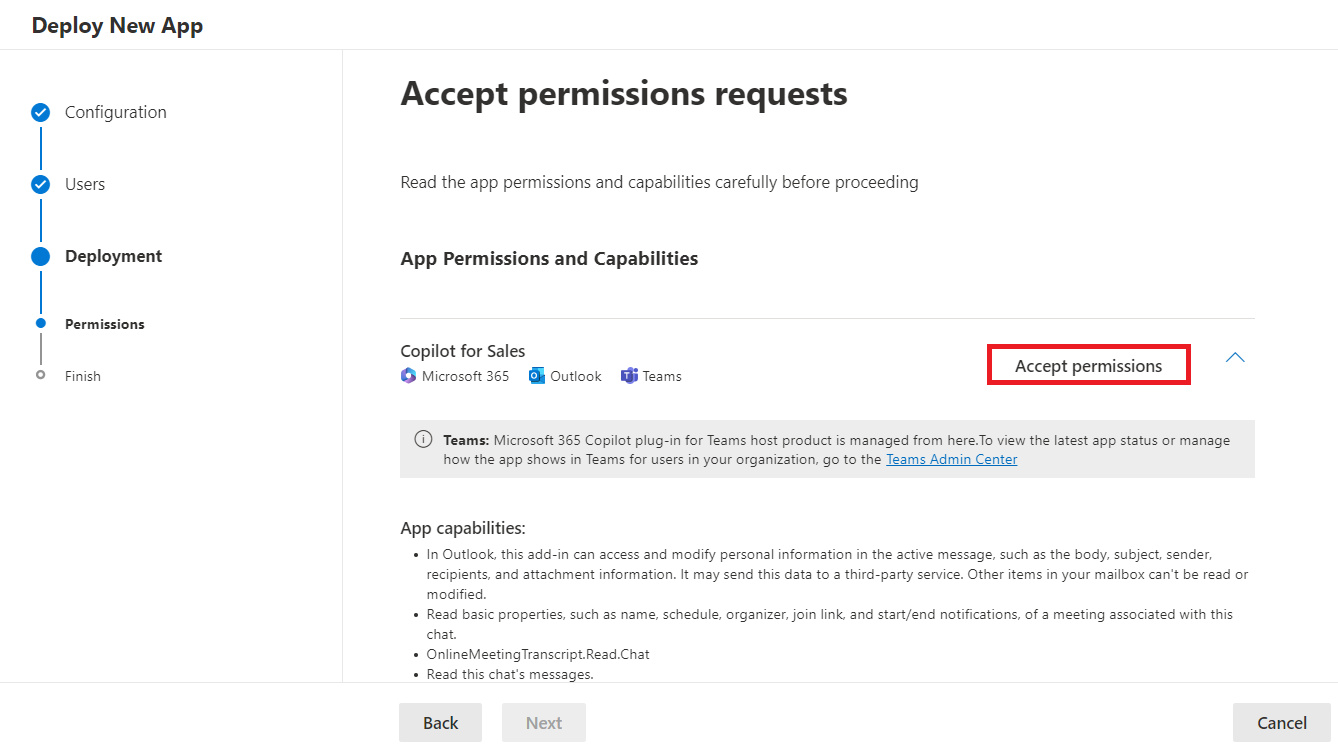 Deploy New App
Configuration
Users
Deployment
Permissions
Finish
Accept permissions requests
Read the app permissions and capabilities carefully before proceeding
App Permissions and Capabilities
Copilot for Sales
Microsoft 365 Outlook Teams
Accept permissions
Teams: Microsoft 365 Copilot plug-in for Teams host product is managed from here.To view the latest app status or manage
how the app shows in Teams for users in your organization, go to the Teams Admin Center
App capabilities:
• In Outlook, this add-in can access and modify personal information in the active message, such as the body, subject, sender,
recipients, and attachment information. It may send this data to a third-party service. Other items in your mailbox can't be read or
modified.
• Read basic properties, such as name, schedule, organizer, join link, and start/end notifications, of a meeting associated with this
chat.
• OnlineMeetingTranscript.Read.Chat
• Read this chat's messages.
Back
Next
Cancel